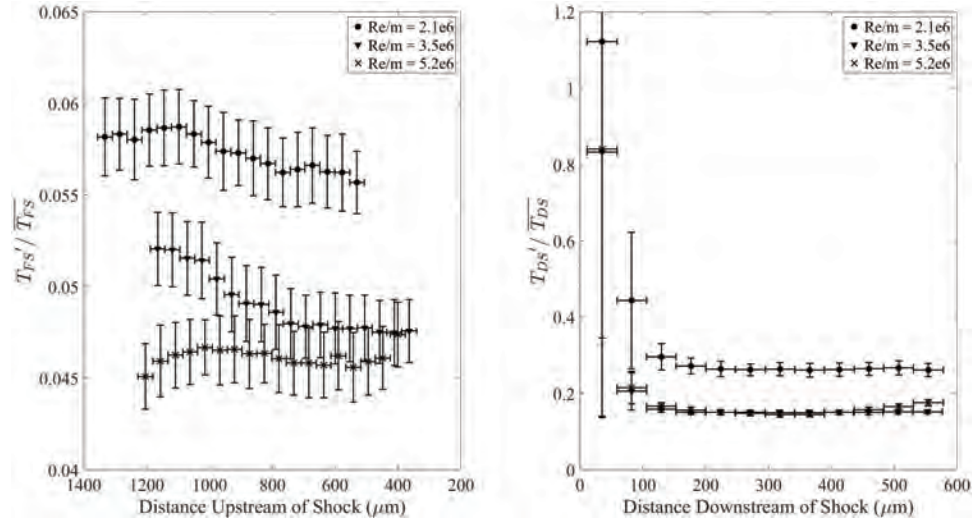 0.065
0.06
0.055
0.05
0.045
0.04
T_FS' / T_FS
1400 1200 1000 800 600 400 200
Distance Upstream of Shock (μm)
Re/m = 2.1e6
Re/m = 3.5e6
Re/m = 5.2e6
1.2
1
0.8
0.6
0.4
0.2
0
T_DS' / T_DS
0 100 200 300 400 500 600
Distance Downstream of Shock (μm)
Re/m = 2.1e6
Re/m = 3.5e6
Re/m = 5.2e6